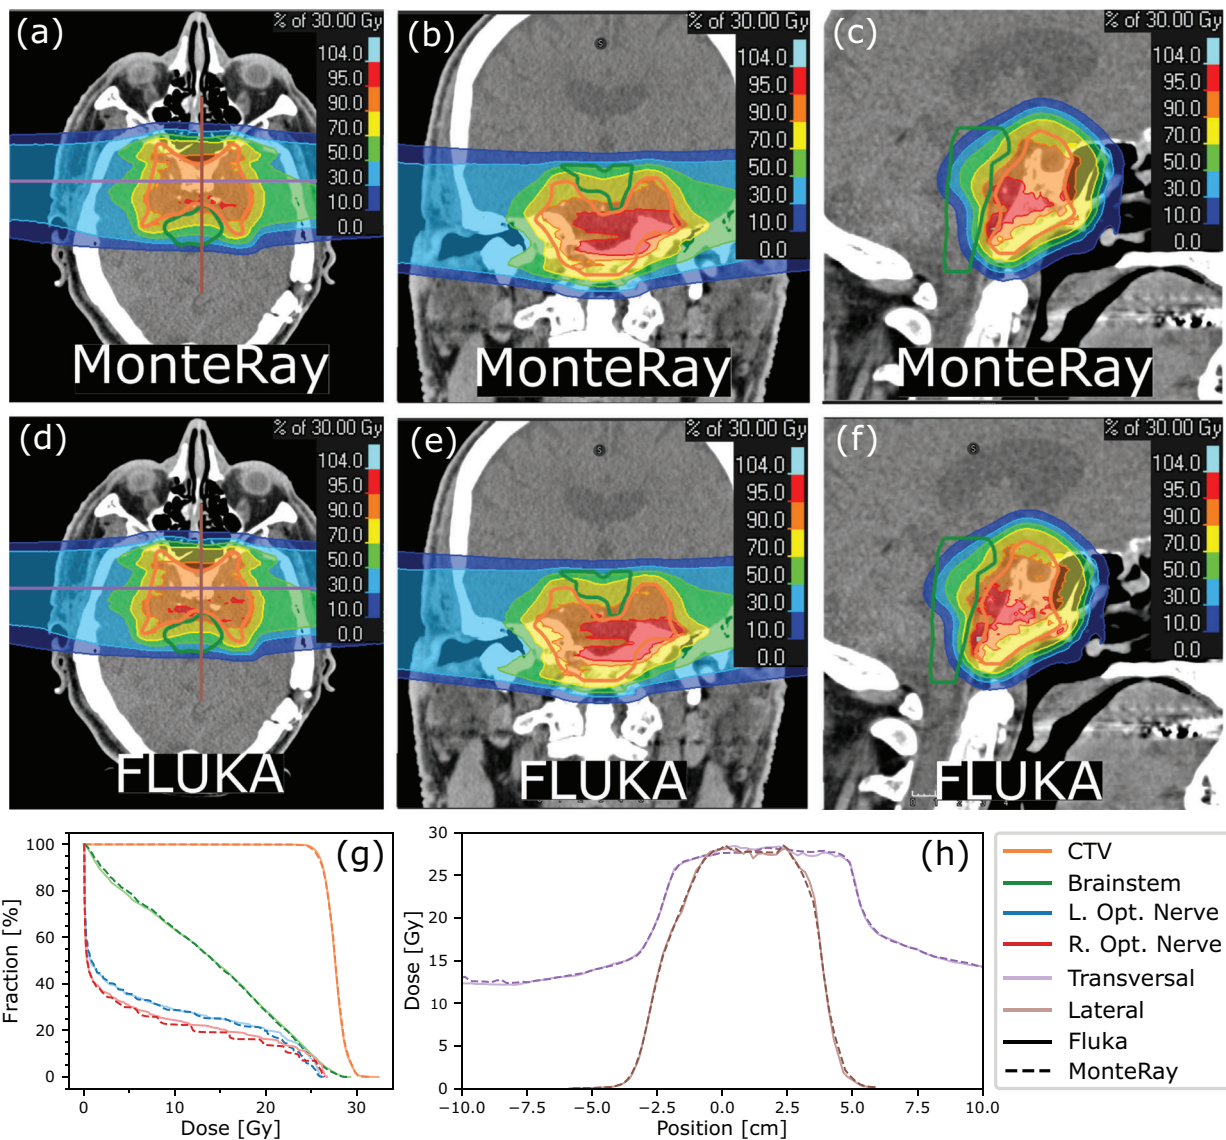 (a)
% of 30.00 Gy
104.0
95.0
90.0
70.0
50.0
30.0
10.0
0.0
MonteRay
(b)
S
% of 30.00 Gy
104.0
95.0
90.0
70.0
50.0
30.0
10.0
0.0
MonteRay
(c)
% of 30.00 Gy
104.0
95.0
90.0
70.0
50.0
30.0
10.0
0.0
MonteRay
(d)
% of 30.00 Gy
104.0
95.0
90.0
70.0
50.0
30.0
10.0
0.0
FLUKA
(e)
S
% of 30.00 Gy
104.0
95.0
90.0
70.0
50.0
30.0
10.0
0.0
FLUKA
(f)
S
% of 30.00 Gy
104.0
95.0
90.0
70.0
50.0
30.0
10.0
0.0
FLUKA
(g)
Fraction [%]
100
80
60
40
20
0
0 10 20 30
Dose [Gy]
(h)
Dose [Gy]
30
25
20
15
10
5
0
−10.0 −7.5 −5.0 −2.5 0.0 2.5 5.0 7.5 10.0
Position [cm]
CTV
Brainstem
L. Opt. Nerve
R. Opt. Nerve
Transversal
Lateral
Fluka
MonteRay